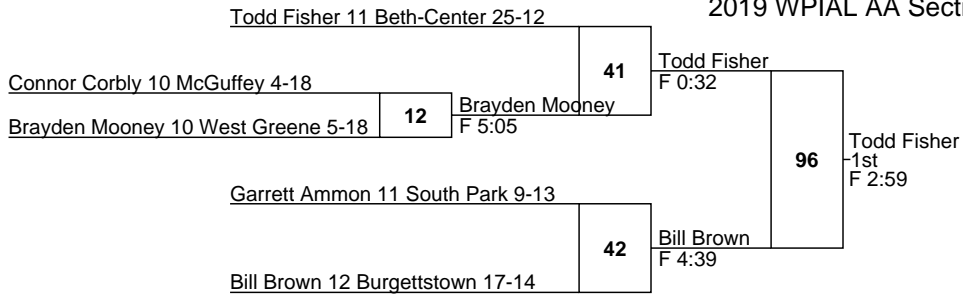 2019 WPIAL AA Secti
Todd Fisher 11 Beth-Center 25-12
41
Todd Fisher
F 0:32
Connor Corbly 10 McGuffey 4-18
12
Brayden Mooney
F 5:05
Brayden Mooney 10 West Greene 5-18
96
Todd Fisher
1st
F 2:59
Garrett Ammon 11 South Park 9-13
42
Bill Brown
F 4:39
Bill Brown 12 Burgettstown 17-14